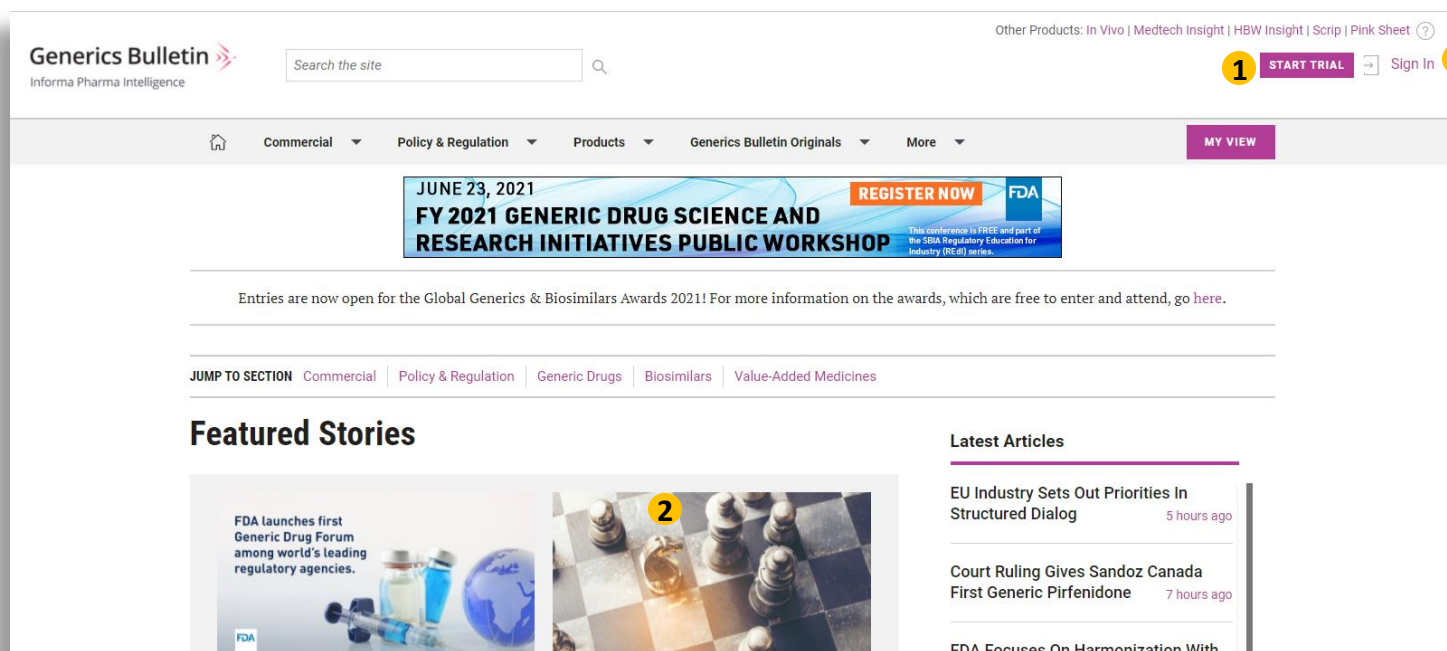 Other Products: In Vivo | Medtech Insight | HBW Insight | Scrip | Pink Sheet ?
Generics Bulletin
Informa Pharma Intelligence
Search the site
1
START TRIAL
Sign In
Commercial
Policy & Regulation
Products
Generics Bulletin Originals
More
MY VIEW
JUNE 23, 2021
FY 2021 GENERIC DRUG SCIENCE AND
RESEARCH INITIATIVES PUBLIC WORKSHOP
REGISTER NOW
FDA
This conference is FREE and part of
the SBIA Regulatory Education for
Industry (REdI) series.
Entries are now open for the Global Generics & Biosimilars Awards 2021! For more information on the awards, which are free to enter and attend, go here.
JUMP TO SECTION Commercial | Policy & Regulation | Generic Drugs | Biosimilars | Value-Added Medicines
Featured Stories
FDA launches first
Generic Drug Forum
among world's leading
regulatory agencies.
FDA
2
Latest Articles
EU Industry Sets Out Priorities In
Structured Dialog 5 hours ago
Court Ruling Gives Sandoz Canada
First Generic Pirfenidone 7 hours ago
FDA Focuses On Harmonization With